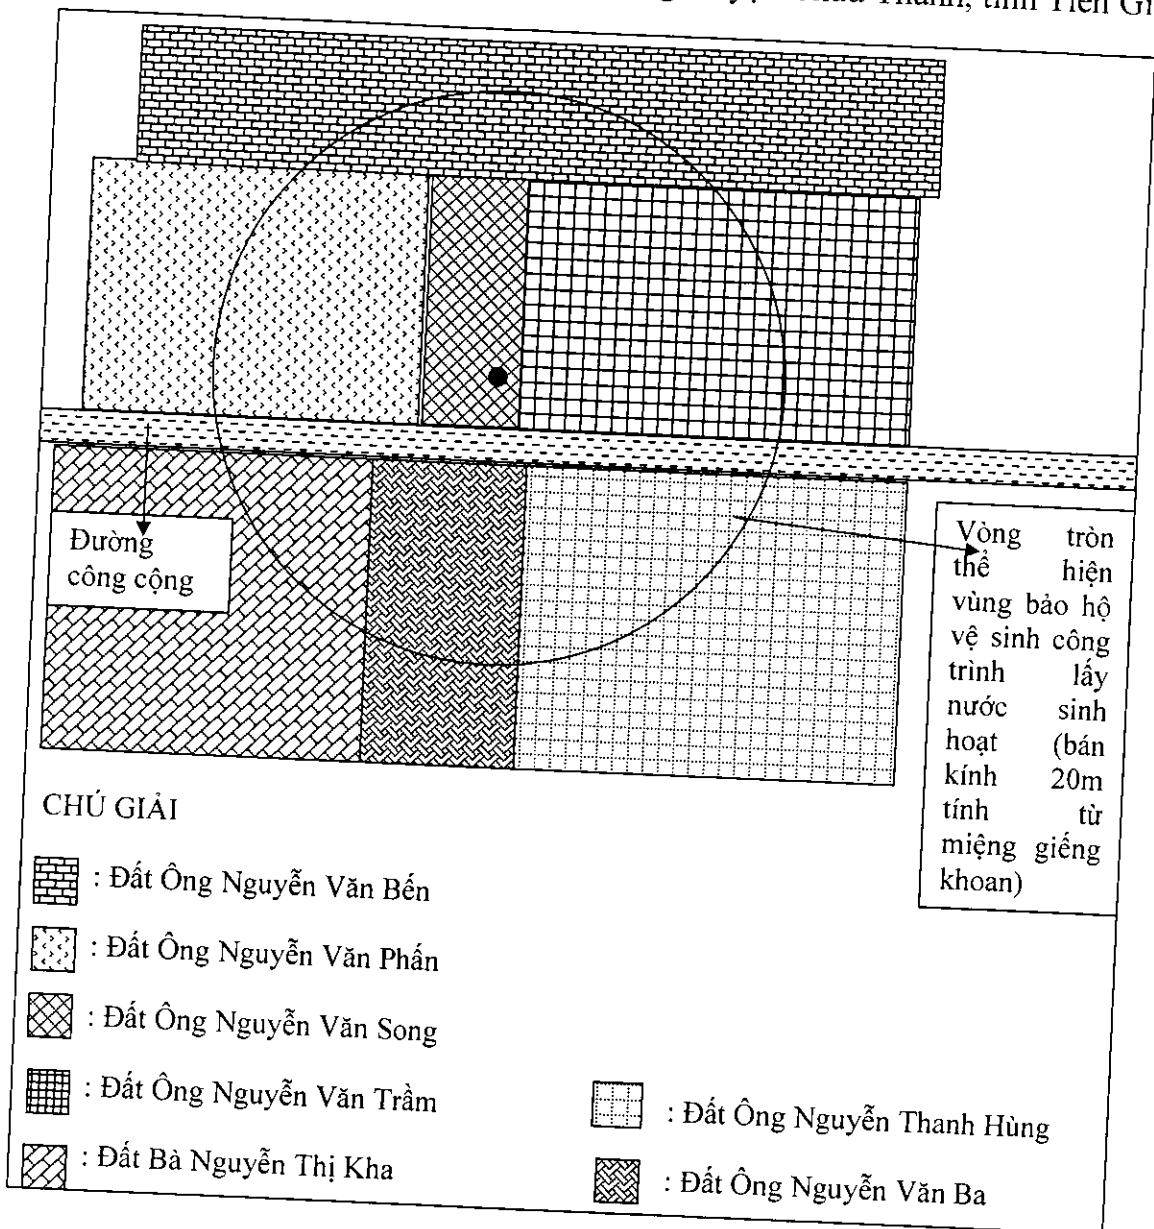 Thành, tỉnh Tiền
Đường
công cộng
Vòng tròn
thể hiện
vùng bảo hộ
vệ sinh công
trình lấy
nước sinh
hoạt (bán
kính 20m
tính từ
miệng giếng
khoan)
CHÚ GIẢI
: Đất Ông Nguyễn Văn Bến
: Đất Ông Nguyễn Văn Phấn
: Đất Ông Nguyễn Văn Song
: Đất Ông Nguyễn Văn Trầm
: Đất Bà Nguyễn Thị Kha
: Đất Ông Nguyễn Thanh Hùng
: Đất Ông Nguyễn Văn Ba